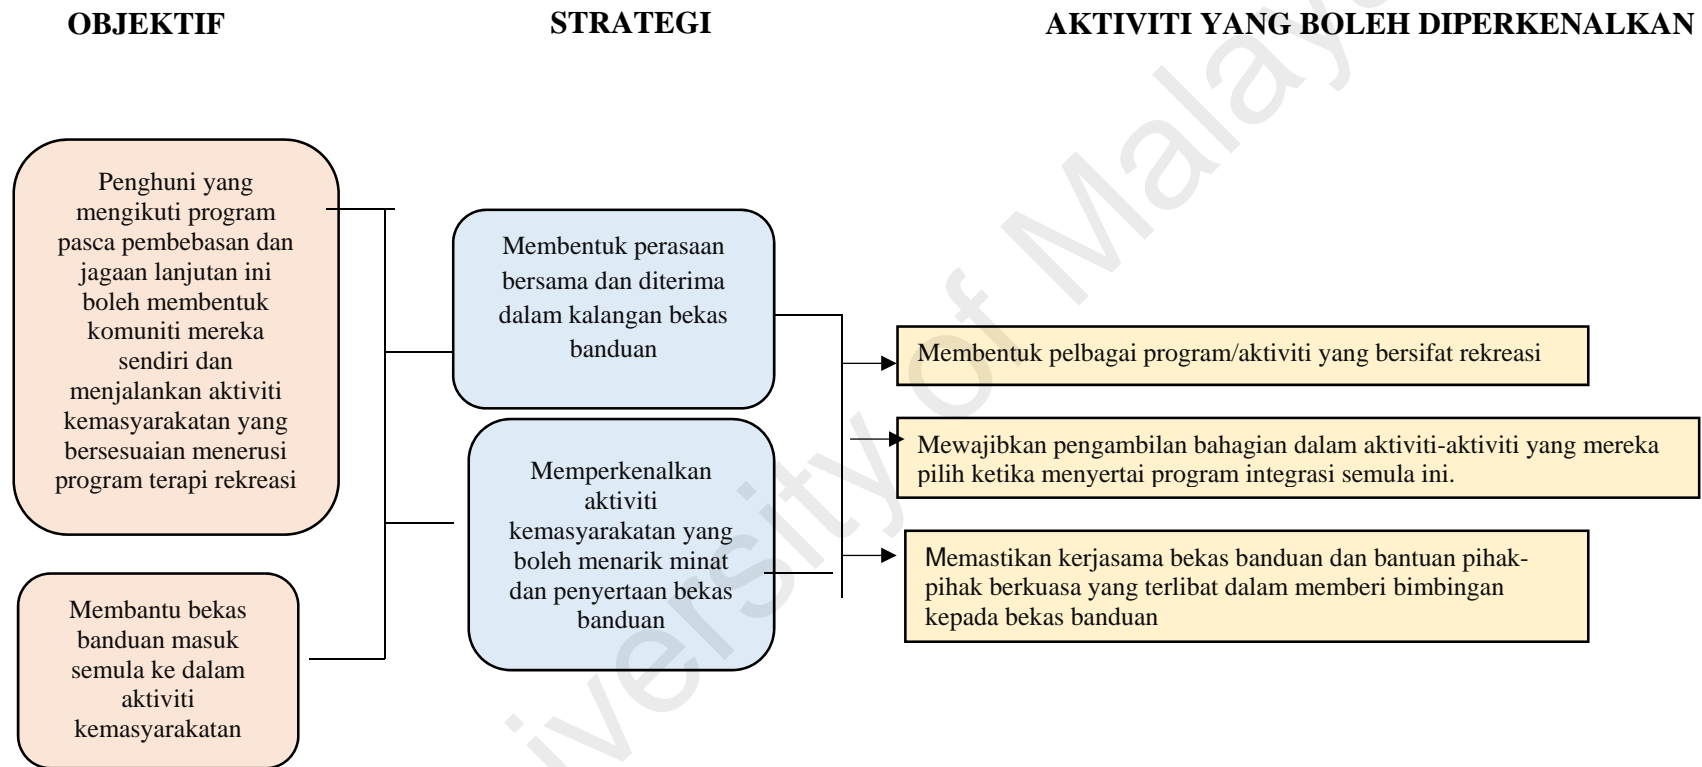 OBJEKTIF
STRATEGI
AKTIVITI YANG BOLEH DIPERKENALKAN
Penghuni yang
mengikuti program
pasca pembebasan dan
jagaan lanjutan ini
boleh membentuk
komuniti mereka
sendiri dan
menjalankan aktiviti
kemasyarakatan yang
bersesuaian menerusi
program terapi rekreasi
Membantu bekas
banduan masuk
semula ke dalam
aktiviti
kemasyarakatan
Membentuk perasaan
bersama dan diterima
dalam kalangan bekas
banduan
Memperkenalkan
aktiviti
kemasyarakatan yang
boleh menarik minat
dan penyertaan bekas
banduan
Membentuk pelbagai program/aktiviti yang bersifat rekreasi
Mewajibkan pengambilan bahagian dalam aktiviti-aktiviti yang mereka
pilih ketika menyertai program integrasi semula ini.
Memastikan kerjasama bekas banduan dan bantuan pihak-
pihak berkuasa yang terlibat dalam memberi bimbingan
kepada bekas banduan
iversity of Malay